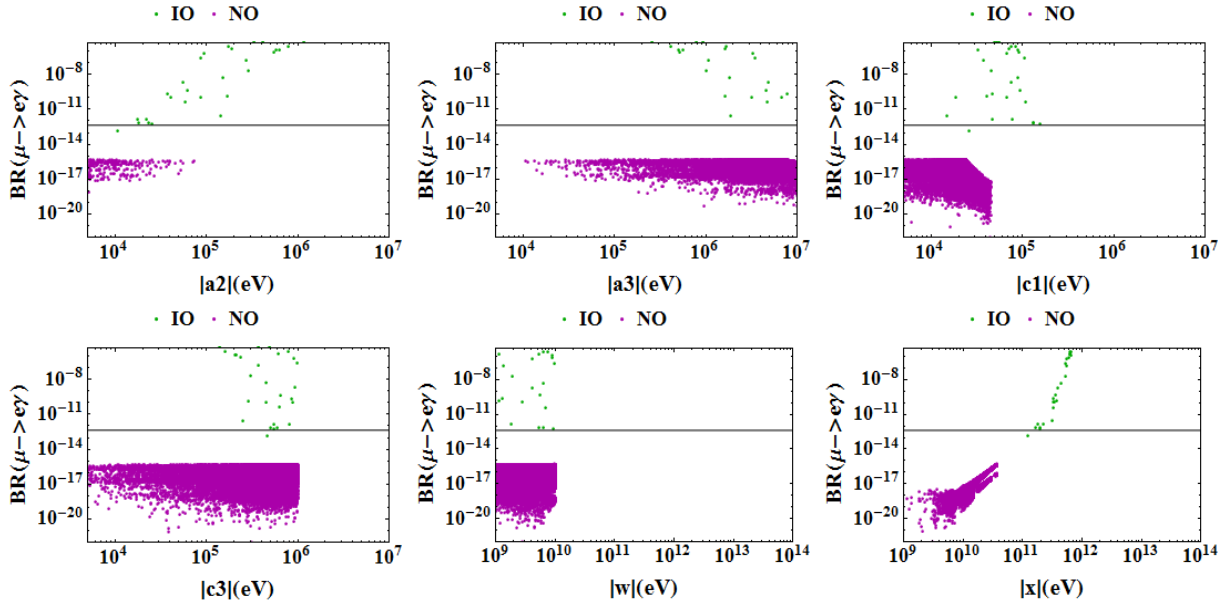 IO NO IO NO IO NO
BR(μ−>eγ) 10⁻⁸ 10⁻¹¹ 10⁻¹⁴ 10⁻¹⁷ 10⁻²⁰
10⁴ 10⁵ 10⁶ 10⁷
|a2|(eV)
BR(μ−>eγ) 10⁻⁸ 10⁻¹¹ 10⁻¹⁴ 10⁻¹⁷ 10⁻²⁰
10⁴ 10⁵ 10⁶ 10⁷
|a3|(eV)
BR(μ−>eγ) 10⁻⁸ 10⁻¹¹ 10⁻¹⁴ 10⁻¹⁷ 10⁻²⁰
10⁴ 10⁵ 10⁶ 10⁷
|c1|(eV)
IO NO IO NO IO NO
BR(μ−>eγ) 10⁻⁸ 10⁻¹¹ 10⁻¹⁴ 10⁻¹⁷ 10⁻²⁰
10⁴ 10⁵ 10⁶ 10⁷
|c3|(eV)
BR(μ−>eγ) 10⁻⁸ 10⁻¹¹ 10⁻¹⁴ 10⁻¹⁷ 10⁻²⁰
10⁹ 10¹⁰ 10¹¹ 10¹² 10¹³ 10¹⁴
|w|(eV)
BR(μ−>eγ) 10⁻⁸ 10⁻¹¹ 10⁻¹⁴ 10⁻¹⁷ 10⁻²⁰
10⁹ 10¹⁰ 10¹¹ 10¹² 10¹³ 10¹⁴
|x|(eV)